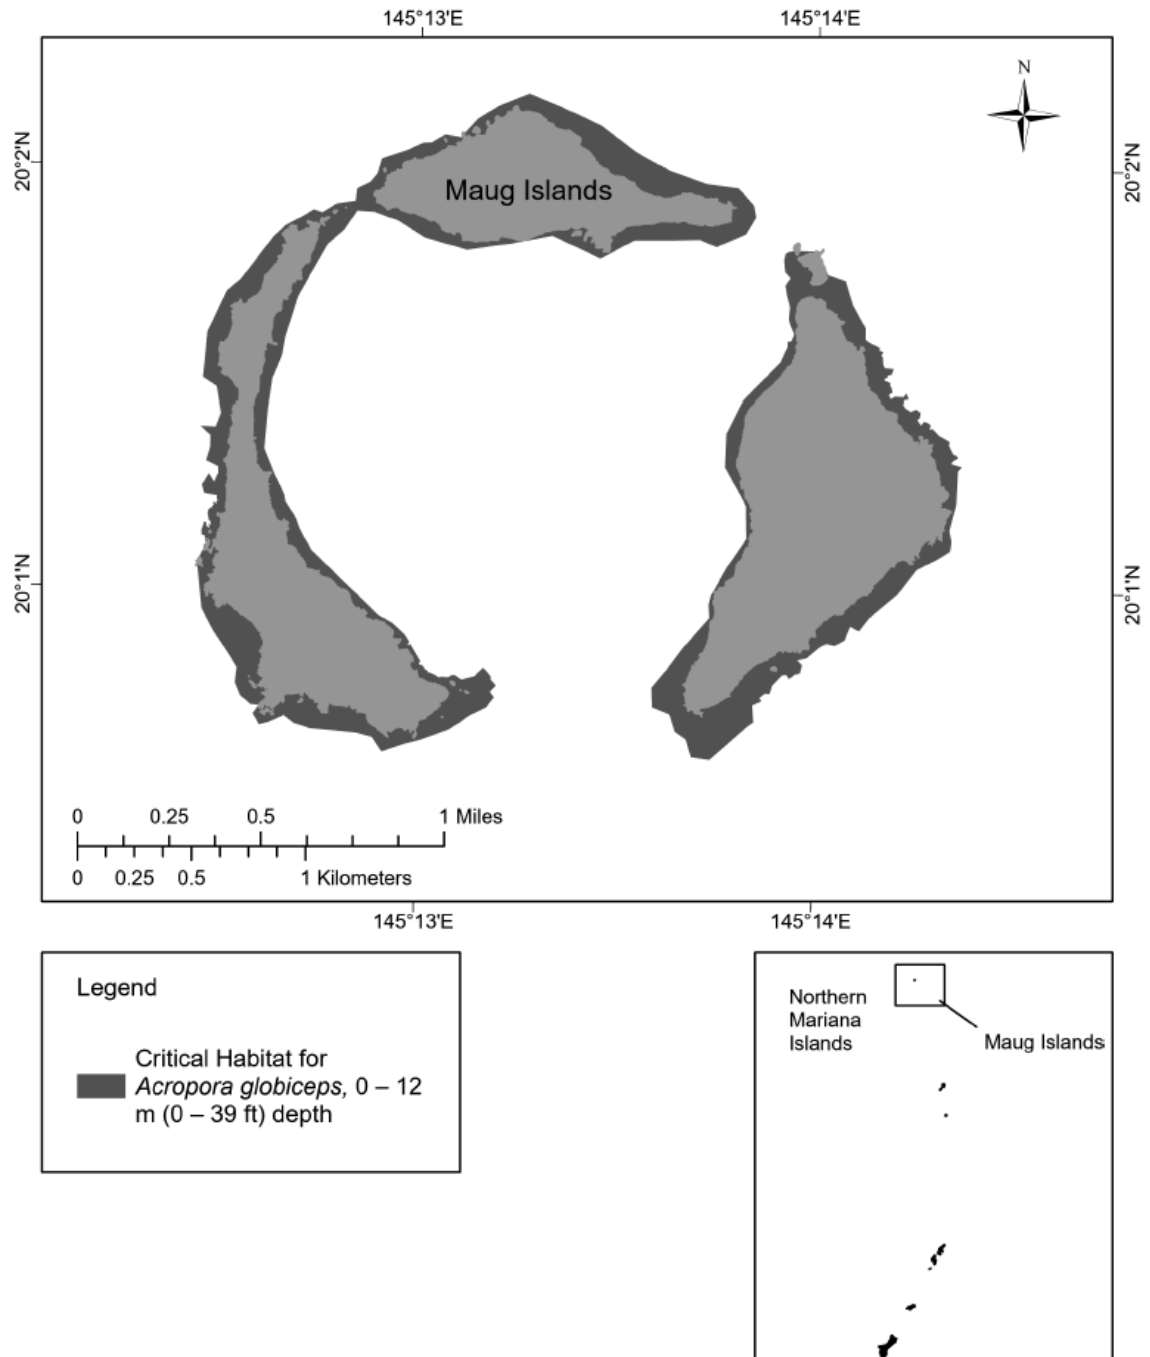 145°13'E 145°14'E
N
20°2'N 20°2'N
Maug Islands
20°1'N 20°1'N
0 0.25 0.5 1 Miles
0 0.25 0.5 1 Kilometers
145°13'E 145°14'E
Legend
Critical Habitat for
Acropora globiceps, 0 – 12
m (0 – 39 ft) depth
Northern
Mariana
Islands
Maug Islands